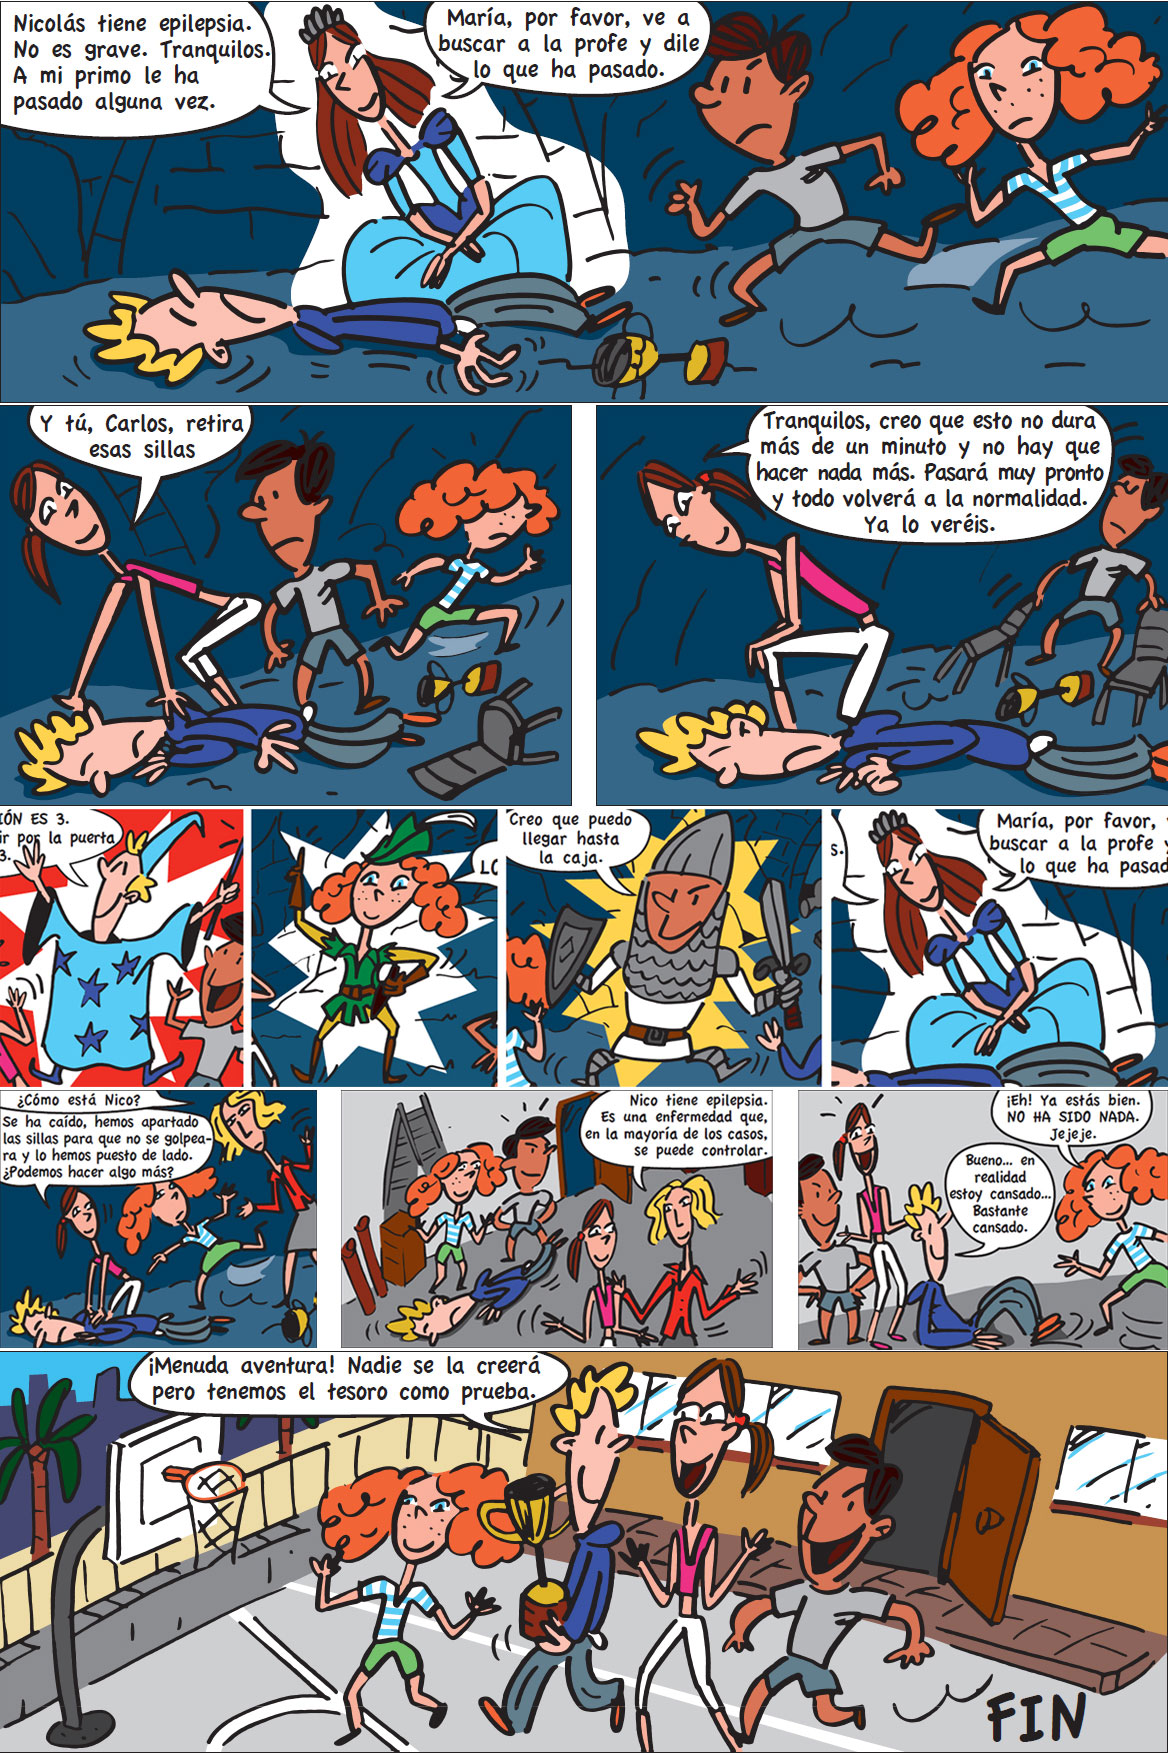 Nicolás tiene epilepsia.
No es grave. Tranquilos.
A mi primo le ha
pasado alguna vez.
María, por favor, ve a
buscar a la profe y dile
lo que ha pasado.
Y tú, Carlos, retira
esas sillas
Tranquilos, creo que esto no dura
más de un minuto y no hay que
hacer nada más. Pasará muy pronto
y todo volverá a la normalidad.
Ya lo veréis.
IÓN ES 3.
ir por la puerta
3.
LO
Creo que puedo
llegar hasta
la caja.
s.
María, por favor,
buscar a la profe y
lo que ha pasad
¿Cómo está Nico?
Se ha caído, hemos apartado
las sillas para que no se golpea-
ra y lo hemos puesto de lado.
¿Podemos hacer algo más?
Nico tiene epilepsia.
Es una enfermedad que,
en la mayoría de los casos,
se puede controlar.
¡Eh! Ya estás bien.
NO HA SIDO NADA.
Jejeje.
Bueno... en
realidad
estoy cansado...
Bastante
cansado.
¡Menuda aventura! Nadie se la creerá
pero tenemos el tesoro como prueba.
FIN